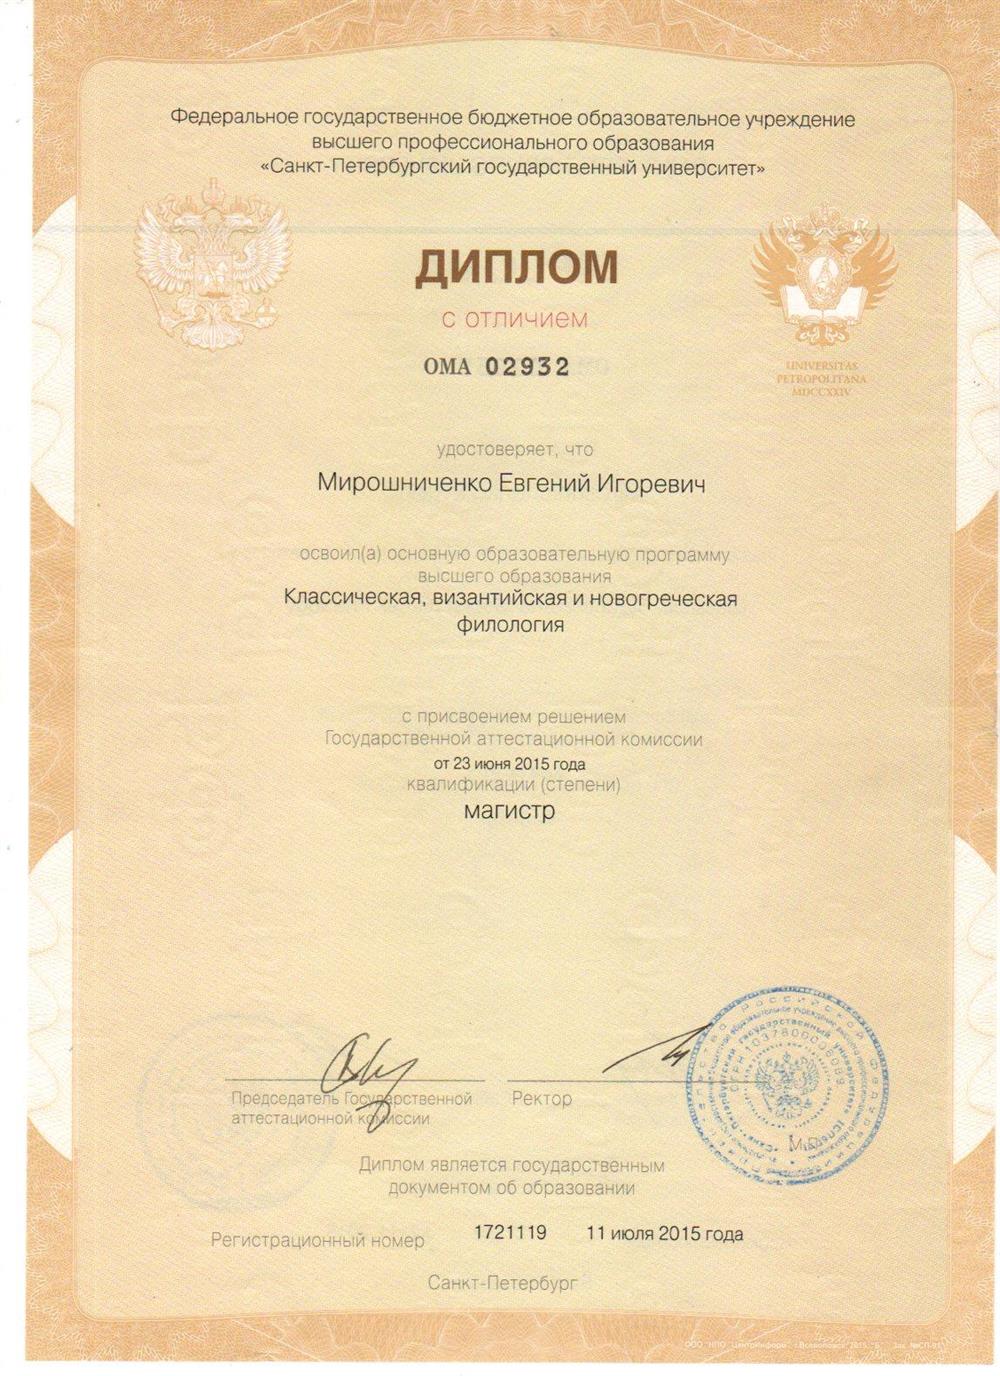 Федеральное государственное бюджетное образовательное учреждение
высшего профессионального образования
«Санкт-Петербургский государственный университет»
ДИПЛОМ
с отличием
ОМА 02932
UNIVERSITAS
PETROPOLITANA
MDCCXXIV
удостоверяет, что
Мирошниченко Евгений Игоревич
освоил(а) основную образовательную программу
высшего образования
Классическая, византийская и новогреческая
филология
с присвоением решением
Государственной аттестационной комиссии
от 23 июня 2015 года
квалификации (степени)
магистр
Председатель Государственной
аттестационной комиссии
Ректор
М.П.
Диплом является государственным
документом об образовании
Регистрационный номер
1721119 11 июля 2015 года
Санкт-Петербург